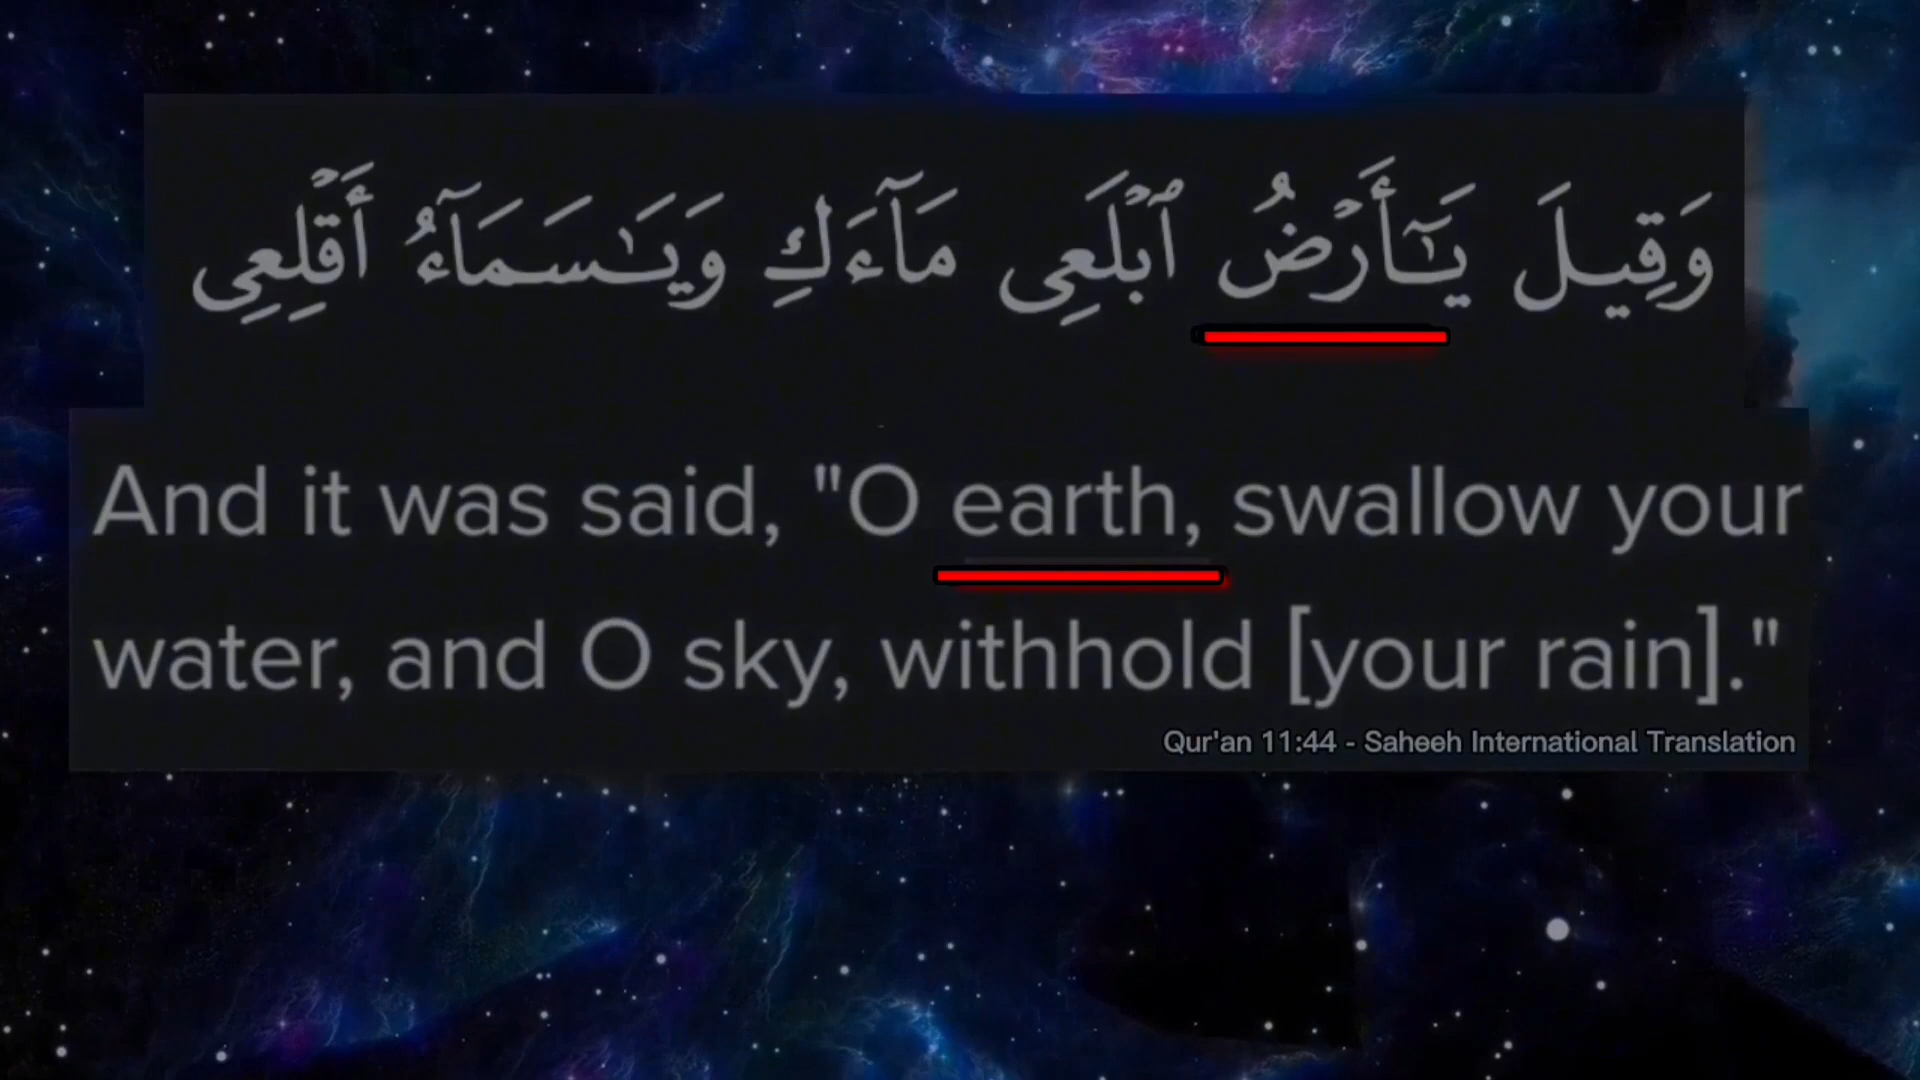 وَقِيلَ يَـٰٓأَرْضُ ٱبْلَعِى مَآءَكِ وَيَـٰسَمَآءُ أَقْلِعِى
And it was said, "O earth, swallow your
water, and O sky, withhold [your rain]."
Qur'an 11:44 - Saheeh International Translation